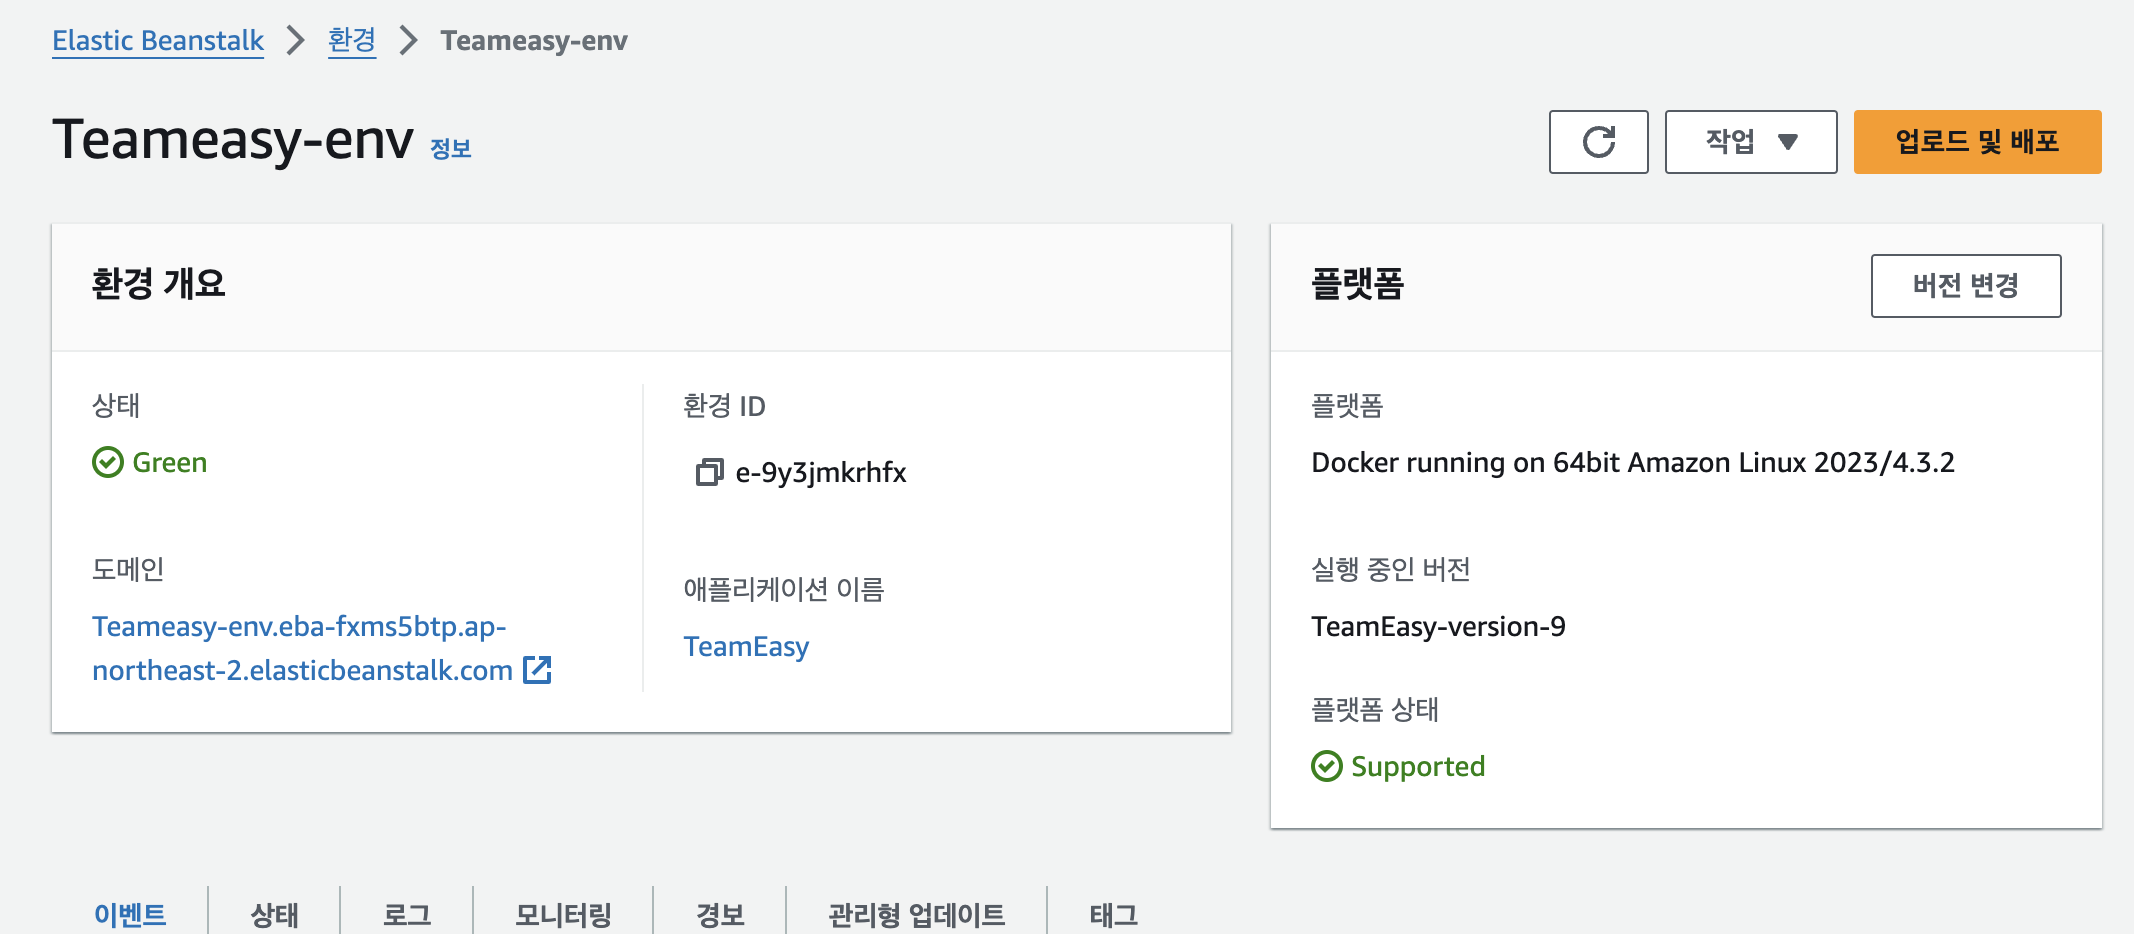 Elastic Beanstalk > 환경 > Teameasy-env
Teameasy-env 정보
작업
업로드 및 배포
환경 개요
상태
Green
도메인
Teameasy-env.eba-fxms5btp.ap-
northeast-2.elasticbeanstalk.com
환경 ID
e-9y3jmkrhfx
애플리케이션 이름
TeamEasy
플랫폼
버전 변경
플랫폼
Docker running on 64bit Amazon Linux 2023/4.3.2
실행 중인 버전
TeamEasy-version-9
플랫폼 상태
Supported
이벤트
상태
로그
모니터링
경보
관리형 업데이트
태그